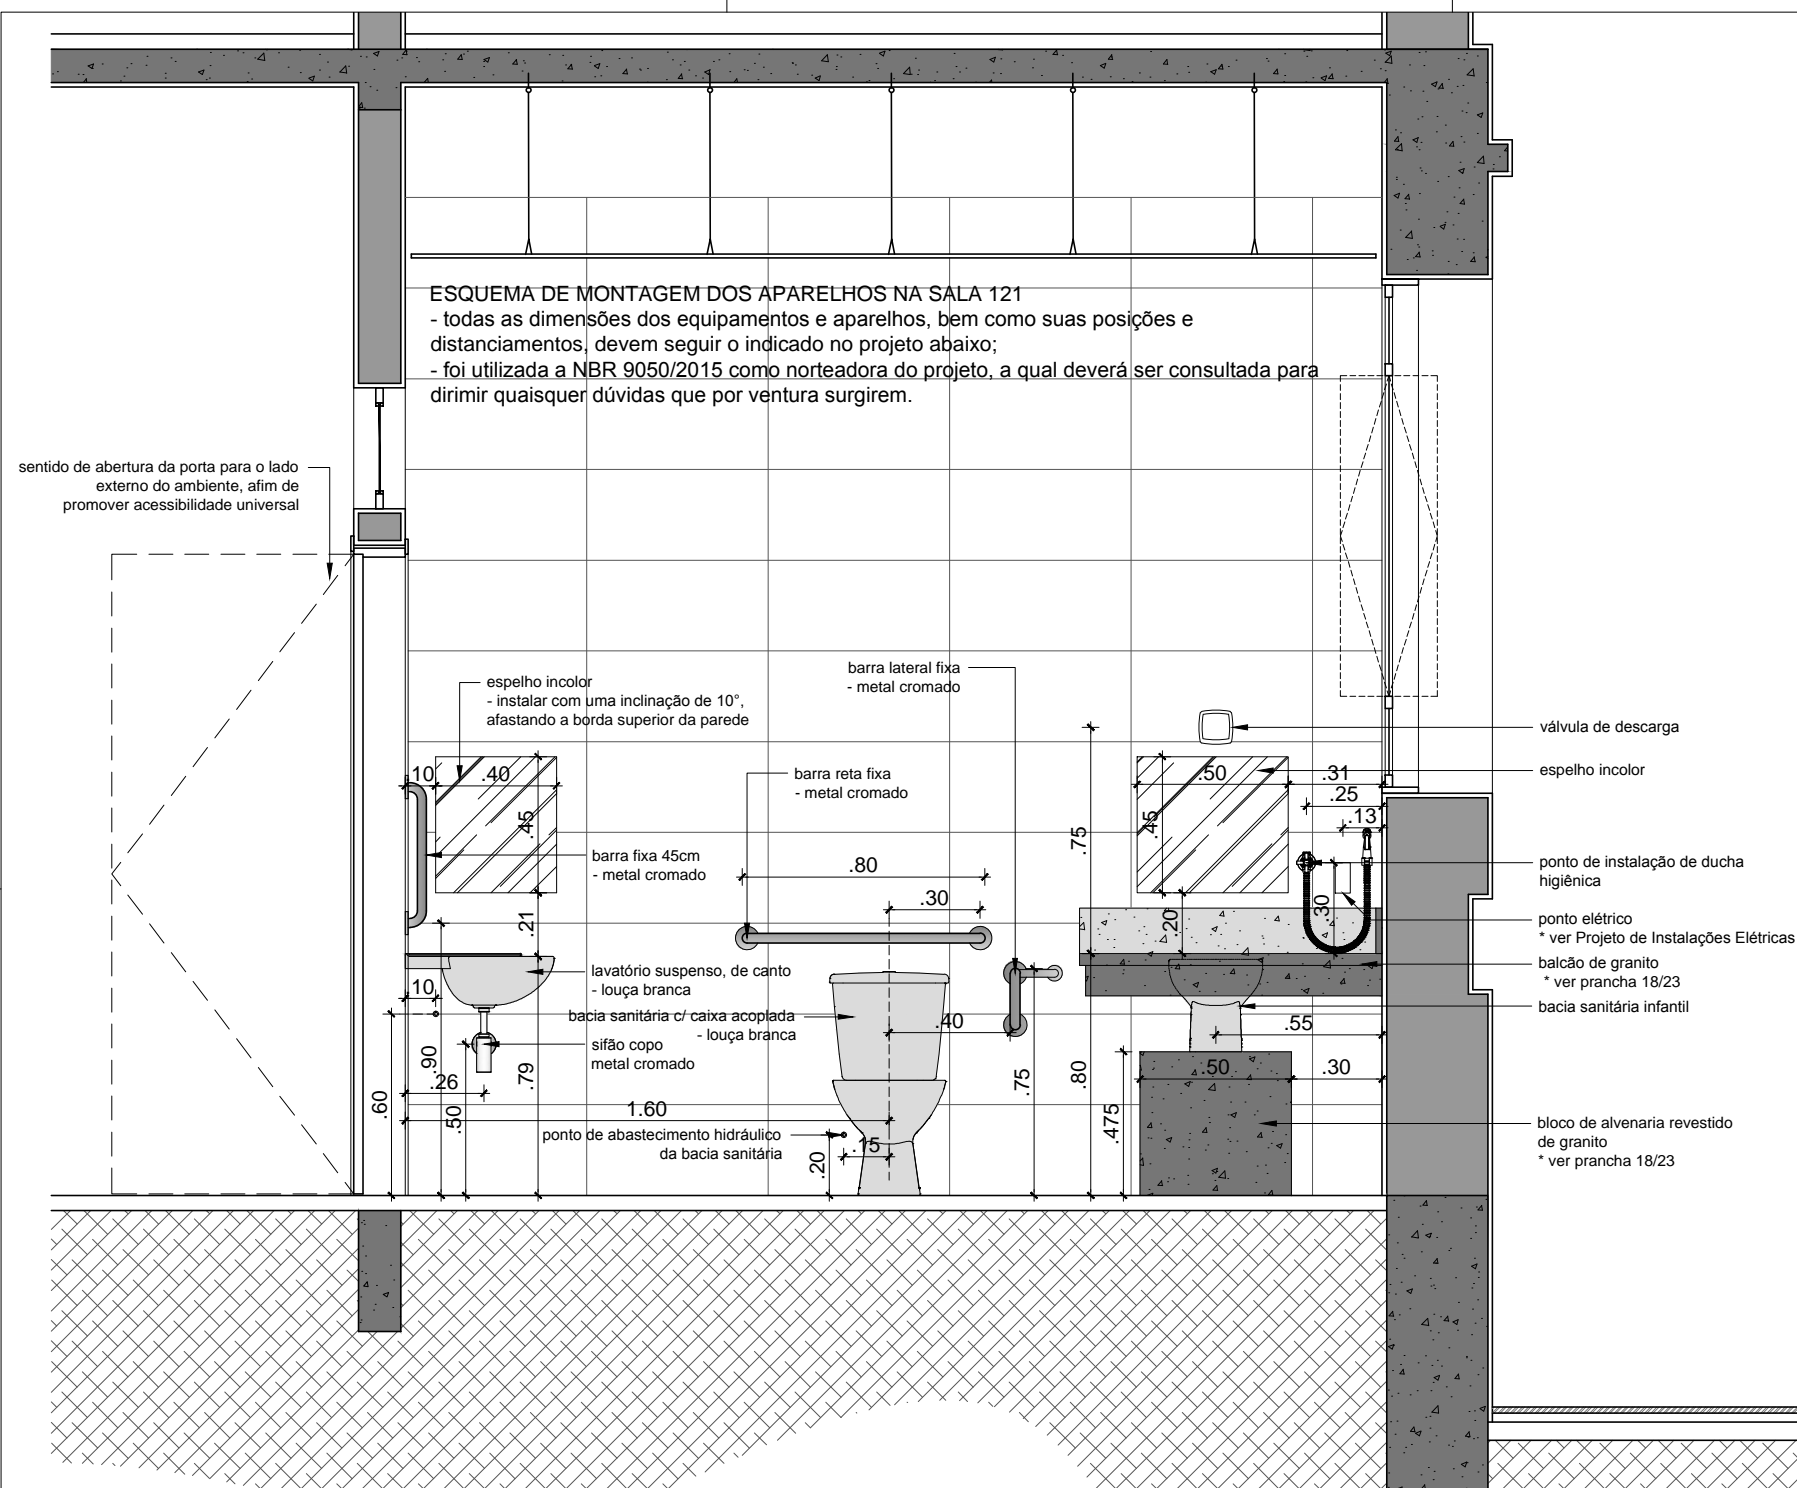 ESQUEMA DE MONTAGEM DOS APARELHOS NA SALA 121
- todas as dimensões dos equipamentos e aparelhos, bem como suas posições e
distanciamentos, devem seguir o indicado no projeto abaixo;
- foi utilizada a NBR 9050/2015 como norteadora do projeto, a qual deverá ser consultada para
dirimir quaisquer dúvidas que por ventura surgirem.
sentido de abertura da porta para o lado
externo do ambiente, afim de
promover acessibilidade universal
espelho incolor
- instalar com uma inclinação de 10°,
afastando a borda superior da parede
barra lateral fixa
- metal cromado
válvula de descarga
espelho incolor
10
.40
.45
barra reta fixa
- metal cromado
.50
.31
.25
.13
.45
.75
barra fixa 45cm
- metal cromado
.80
.30
.21
.20
.30
ponto de instalação de ducha
higiênica
ponto elétrico
* ver Projeto de Instalações Elétricas
balcão de granito
* ver prancha 18/23
bacia sanitária infantil
lavatório suspenso, de canto
- louça branca
10
bacia sanitária c/ caixa acoplada
- louça branca
.40
.55
sifão copo
metal cromado
.90
.26
.79
.60
.50
1.60
.75
.80
.475
.50
.30
ponto de abastecimento hidráulico
da bacia sanitária
.15
.20
bloco de alvenaria revestido
de granito
* ver prancha 18/23